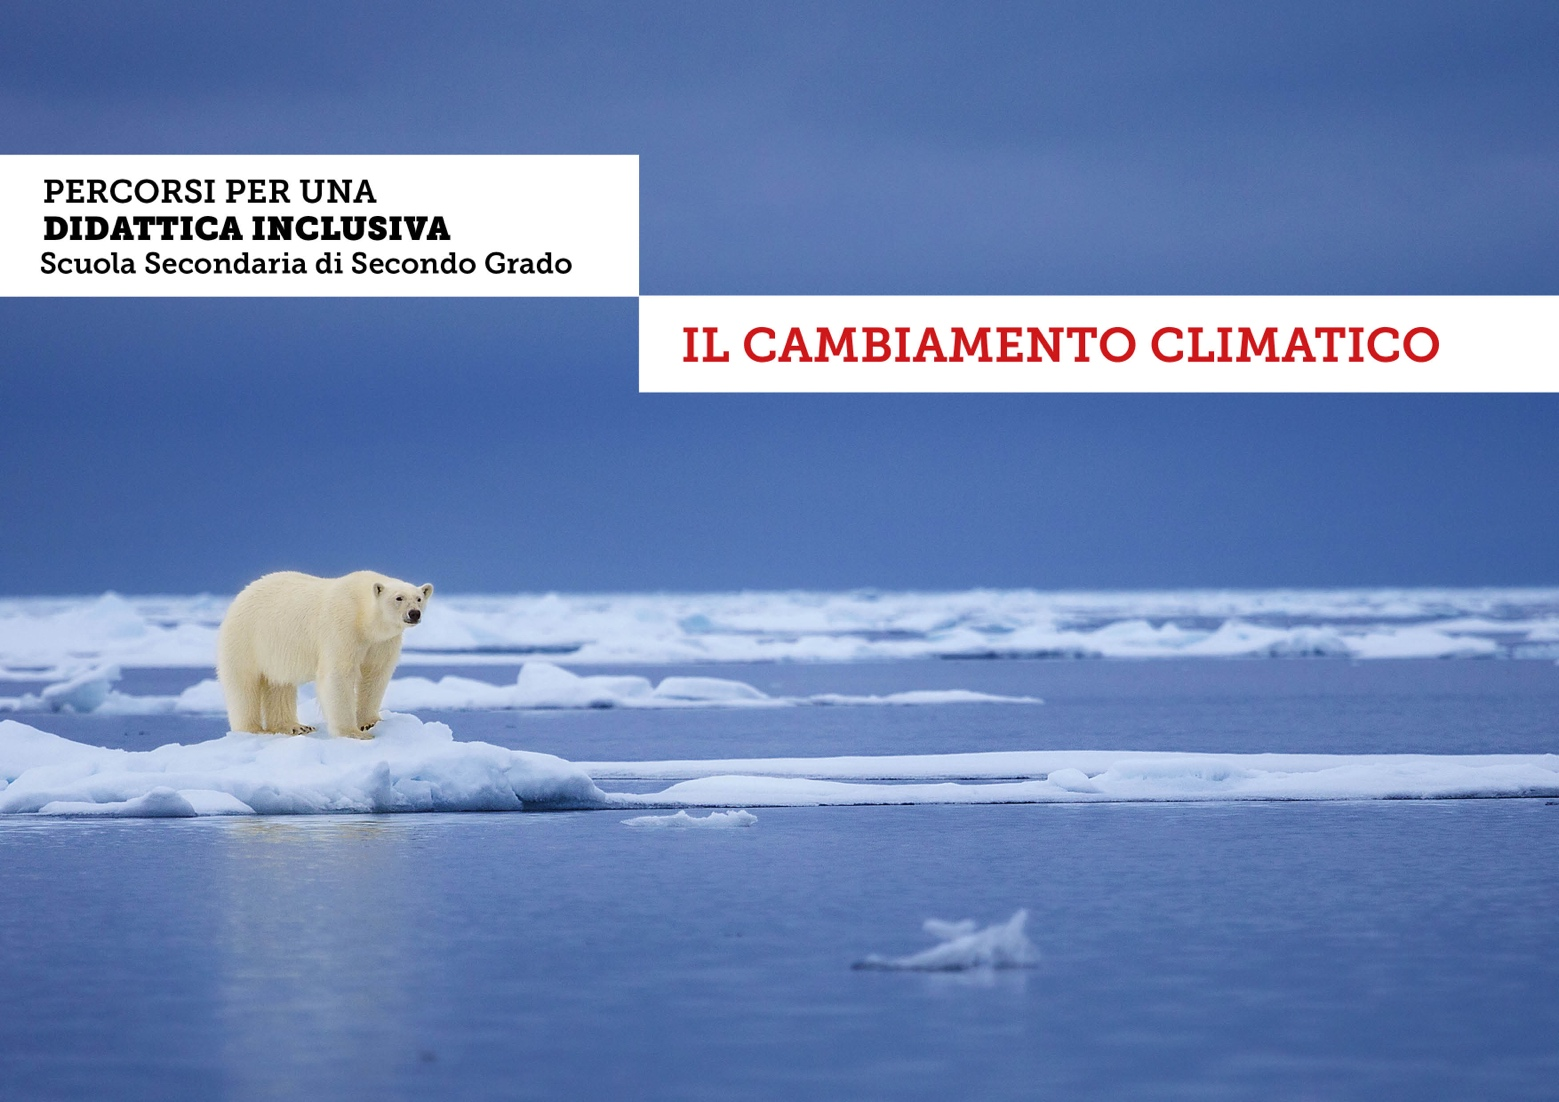 PERCORSI PER UNA
DIDATTICA INCLUSIVA
Scuola Secondaria di Secondo Grado
IL CAMBIAMENTO CLIMATICO